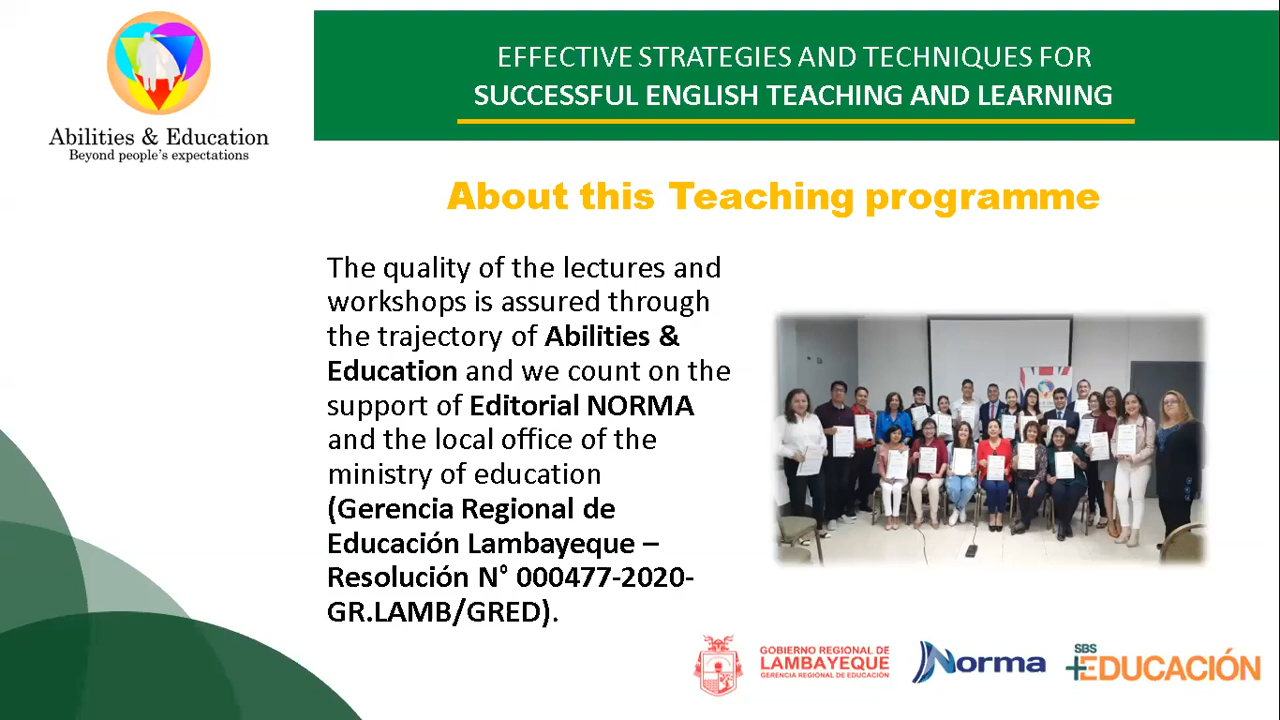 Abilities & Education
Beyond people's expectations
EFFECTIVE STRATEGIES AND TECHNIQUES FOR
SUCCESSFUL ENGLISH TEACHING AND LEARNING
About this Teaching programme
The quality of the lectures and
workshops is assured through
the trajectory of Abilities &
Education and we count on the
support of Editorial NORMA
and the local office of the
ministry of education
(Gerencia Regional de
Educación Lambayeque –
Resolución N° 000477-2020-
GR.LAMB/GRED).
GOBIERNO REGIONAL DE
LAMBAYEQUE
GERENCIA REGIONAL DE EDUCACIÓN
Norma
SBS
+EDUCACIÓN